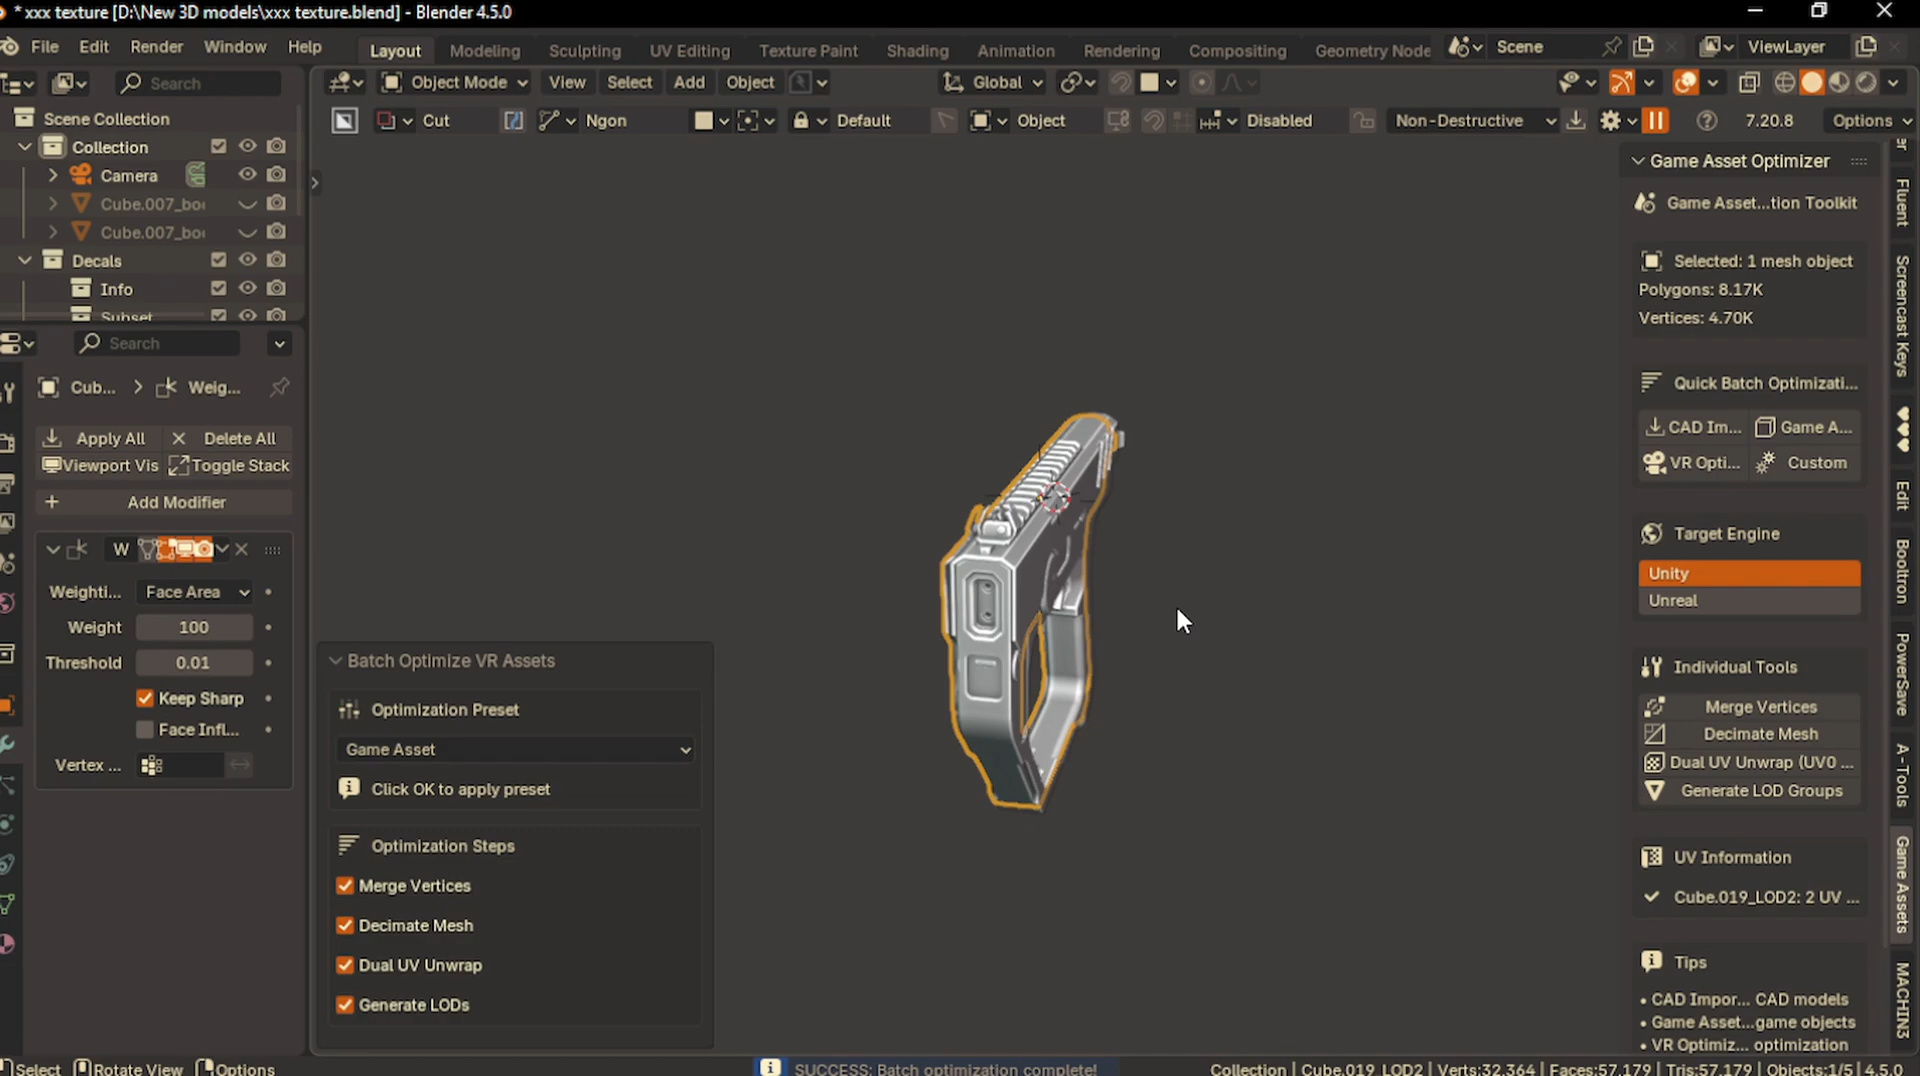 * xxx texture [D:\New 3D models\xxx texture.blend] - Blender 4.5.0
File Edit Render Window Help Layout Modeling Sculpting UV Editing Texture Paint Shading Animation Rendering Compositing Geometry Node Scene ViewLayer
Search
Object Mode View Select Add Object Global
Cut Ngon Default Object Disabled Non-Destructive 7.20.8 Options
Scene Collection
Collection
Camera
Cube.007_bo
Cube.007_bo
Decals
Info
Subset
Search
Cub... > Weig...
Apply All Delete All
Viewport Vis Toggle Stack
Add Modifier
W
Weighti... Face Area
Weight 100
Threshold 0.01
Keep Sharp
Face Infl...
Vertex ...
Batch Optimize VR Assets
Optimization Preset
Game Asset
Click OK to apply preset
Optimization Steps
Merge Vertices
Decimate Mesh
Dual UV Unwrap
Generate LODs
Game Asset Optimizer
Game Asset...tion Toolkit
Selected: 1 mesh object
Polygons: 8.17K
Vertices: 4.70K
Quick Batch Optimizati...
CAD Im... Game A...
VR Opti... Custom
Target Engine
Unity
Unreal
Individual Tools
Merge Vertices
Decimate Mesh
Dual UV Unwrap (UV0 ...
Generate LOD Groups
UV Information
Cube.019_LOD2: 2 UV ...
Tips
• CAD Impor... CAD models
• Game Asset...game objects
• VR Optimiz... optimization
Fluent
Screencast Keys
♥♥♥
Edit
Booltron
PowerSave
A-Tools
Game Assets
MACHIN3
Select Rotate View Options
SUCCESS: Batch optimization complete!
Collection | Cube.019_LOD2 | Verts:32,364 | Faces:57,179 | Tris:57,179 | Objects:1/5 | 4.5.0